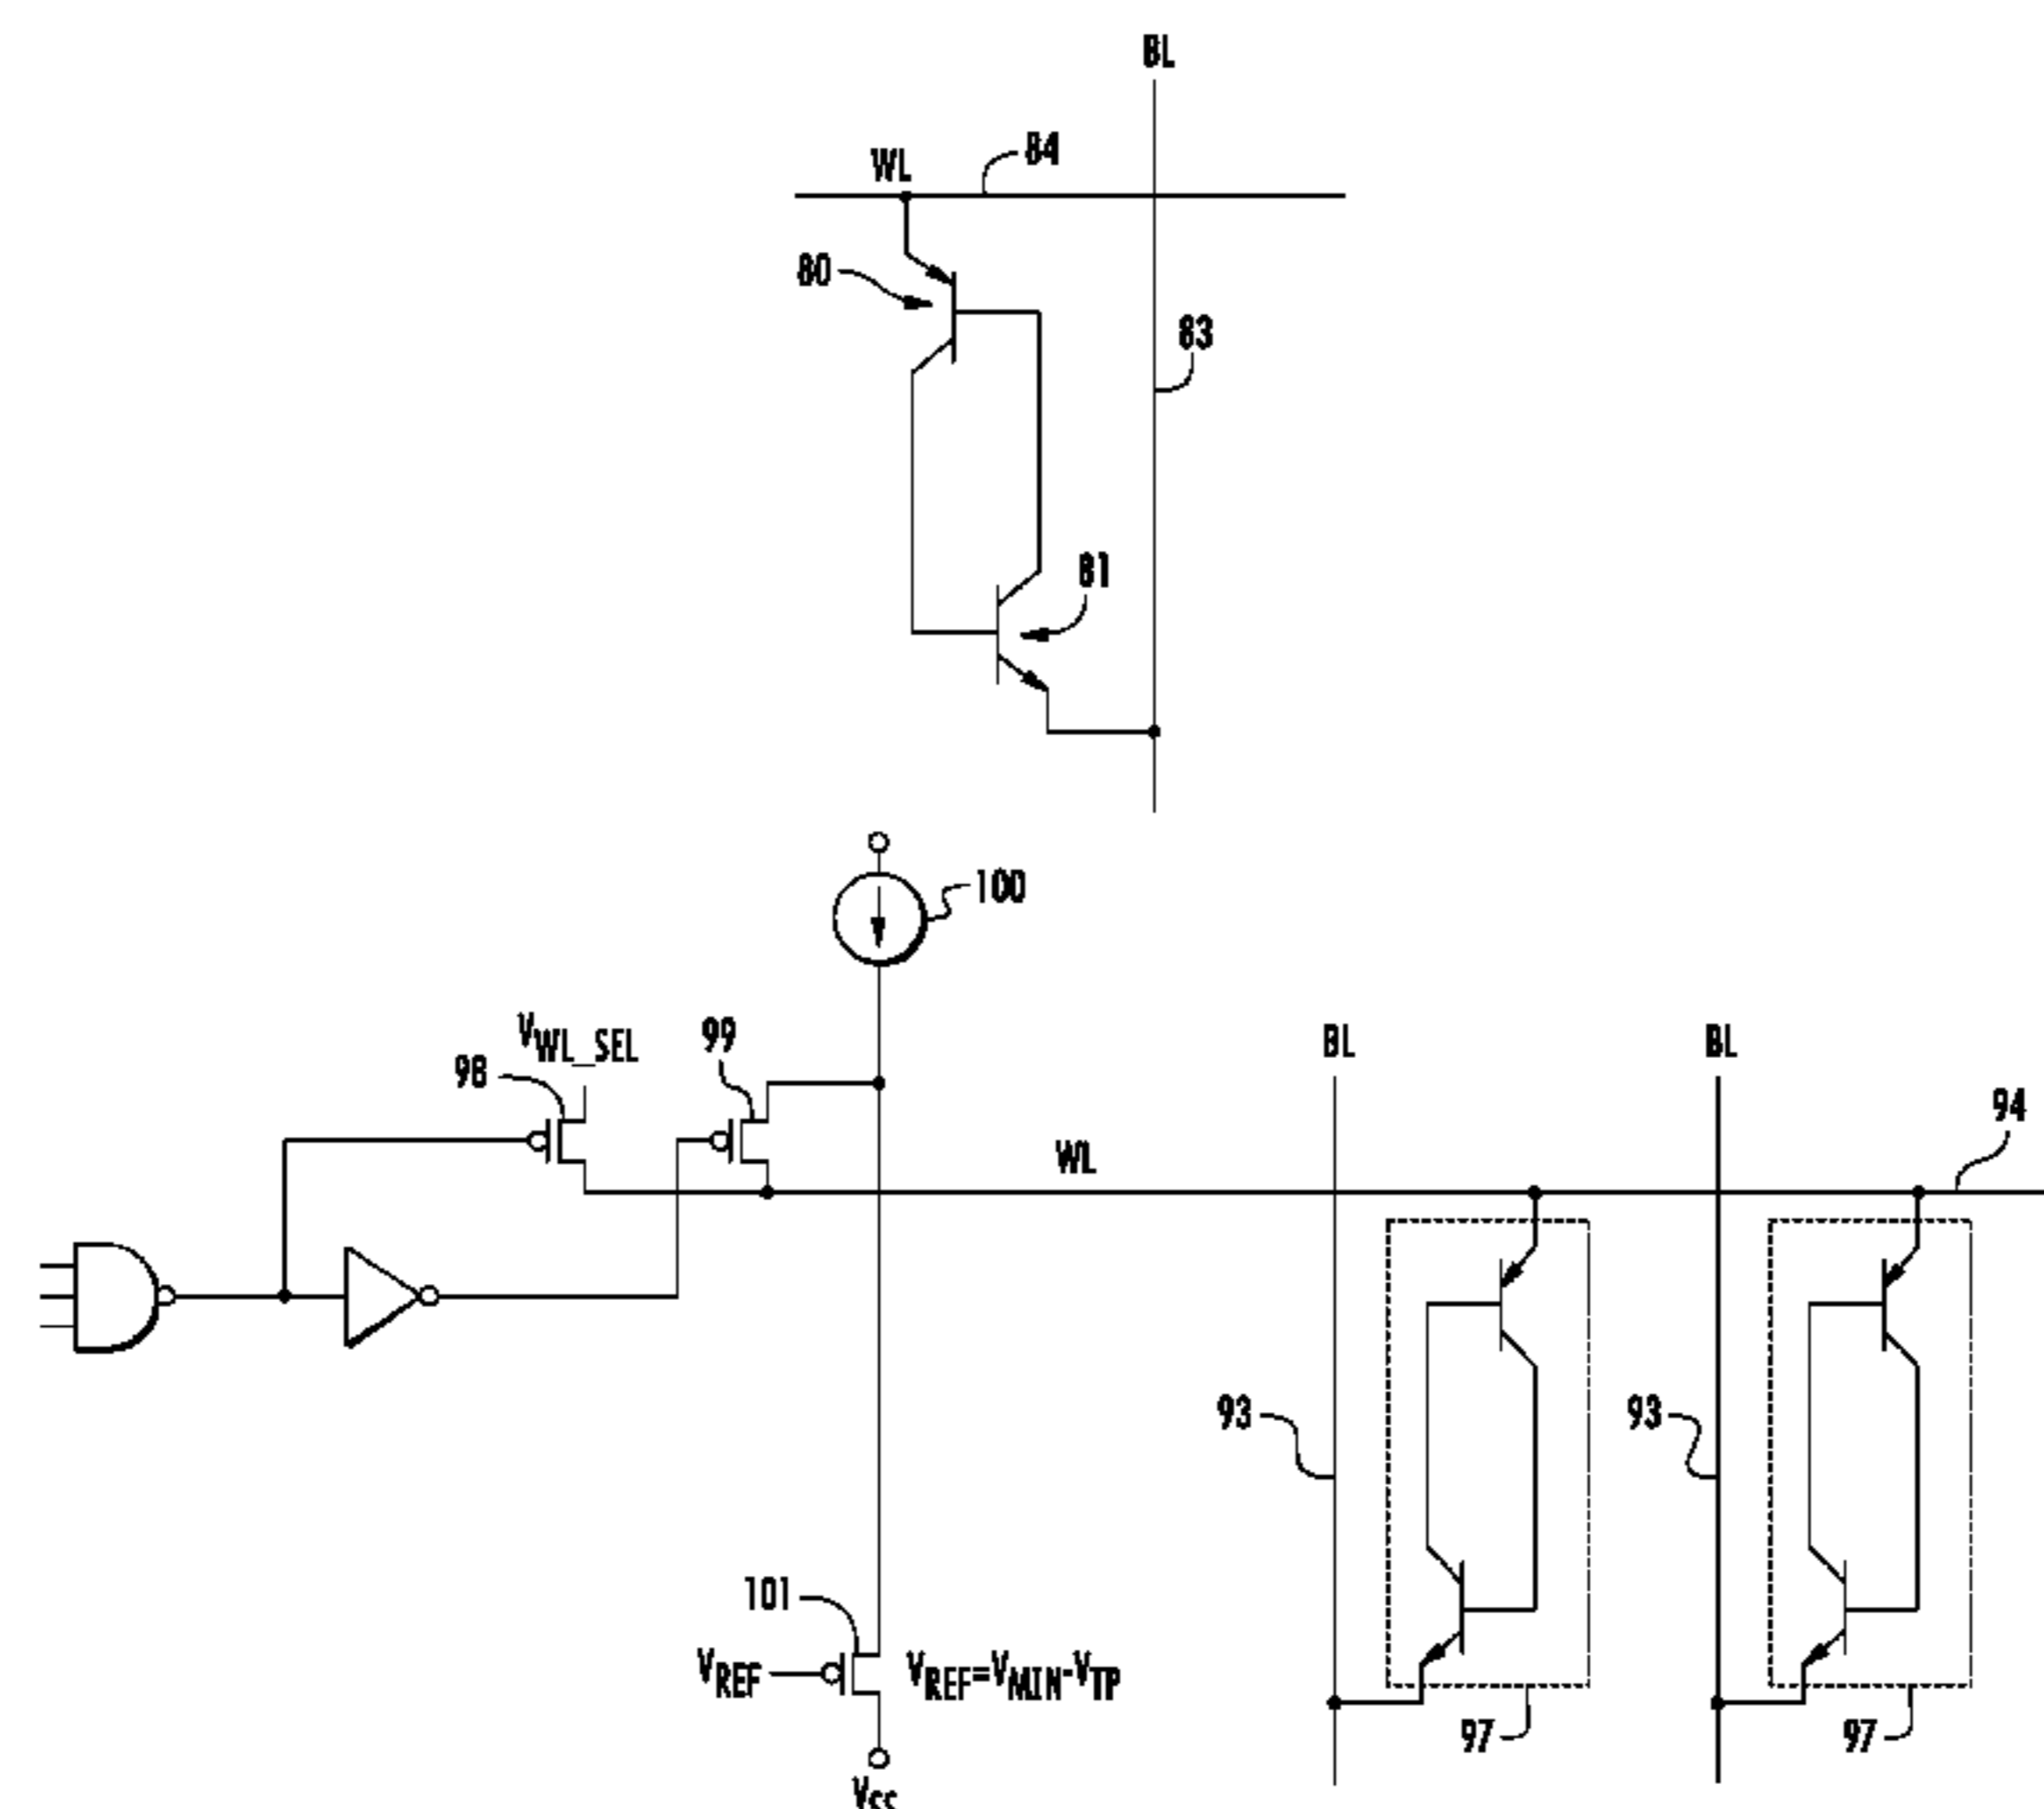 BL
WL
84
80
83
81
100
VWL_SEL
99
98
BL
BL
94
WL
93
93
101
VREF
VREF=VMIN-VTP
97
97
VSS